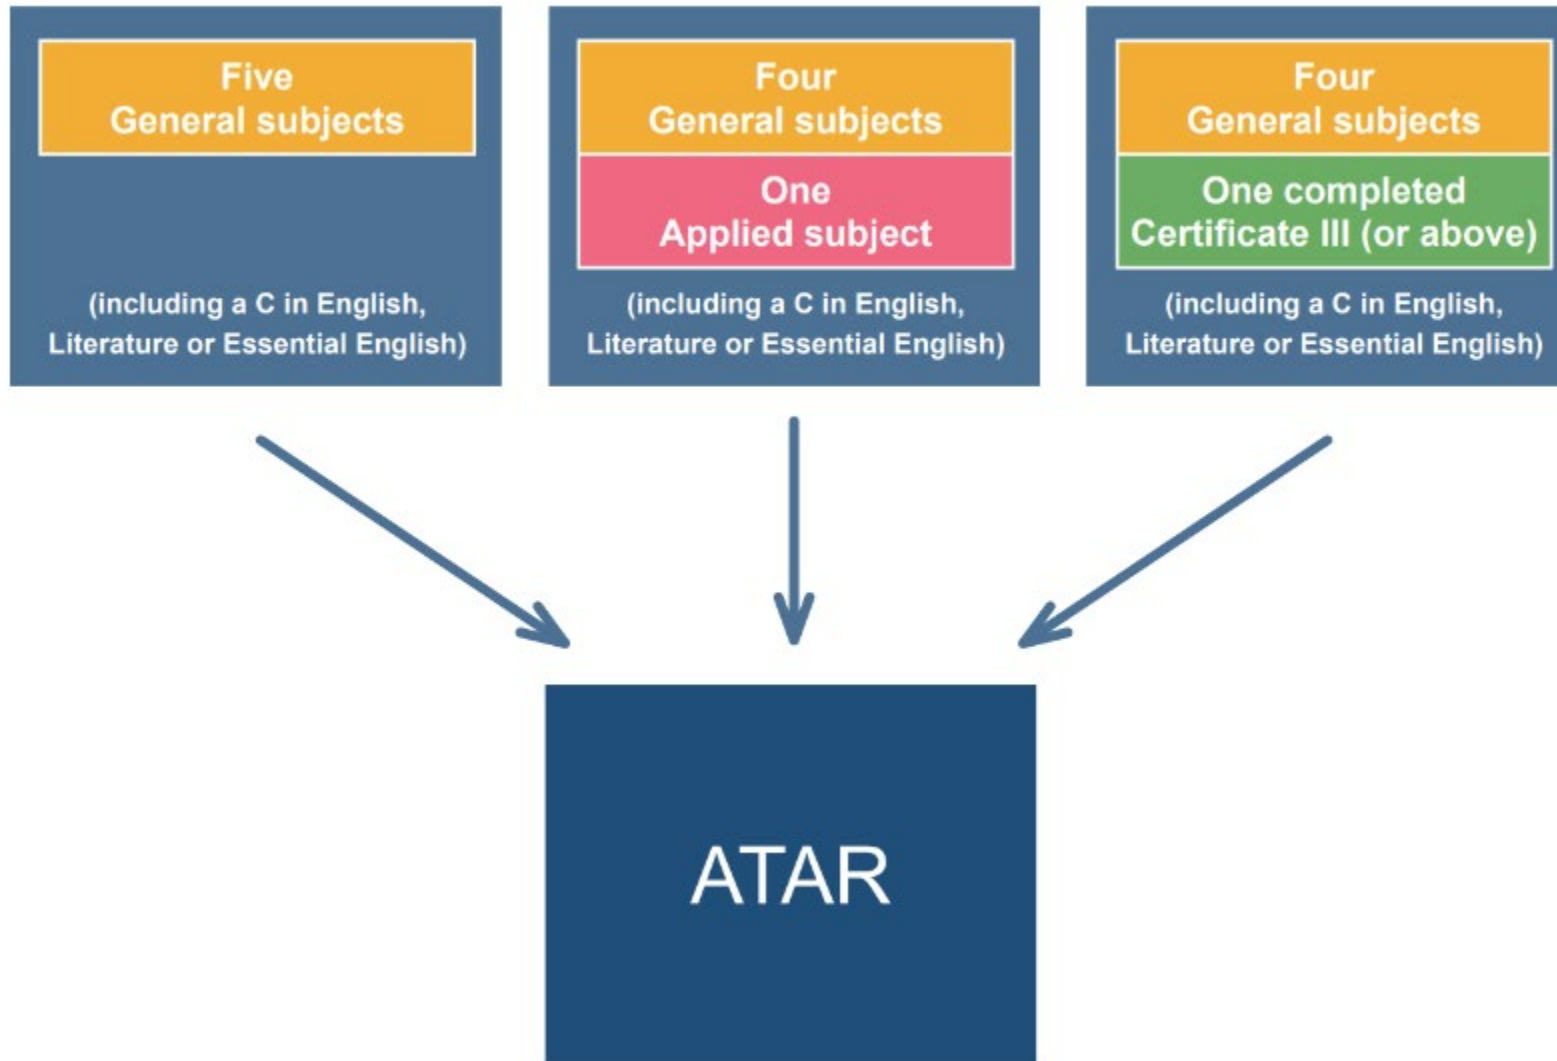 Five
General subjects
(including a C in English,
Literature or Essential English)
Four
General subjects
One
Applied subject
(including a C in English,
Literature or Essential English)
Four
General subjects
One completed
Certificate III (or above)
(including a C in English,
Literature or Essential English)
ATAR